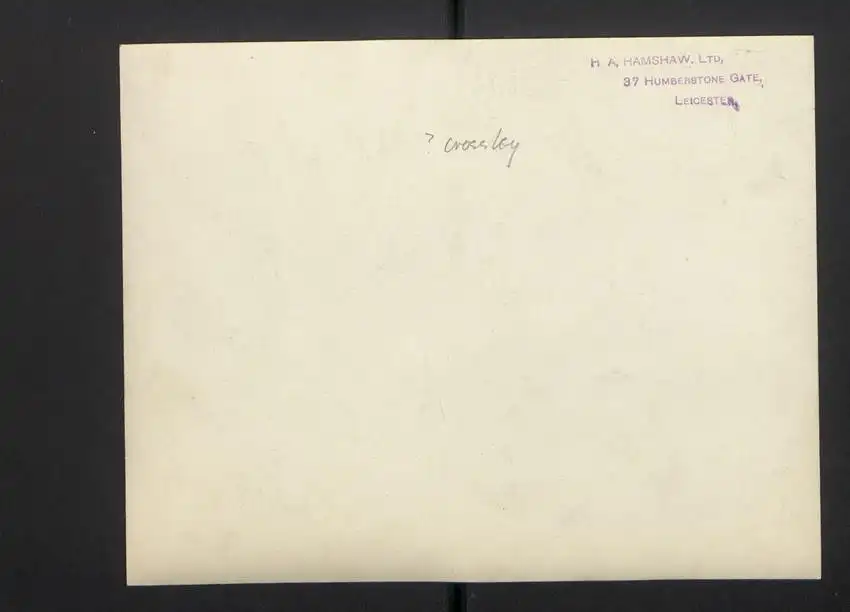 H. A. HAMSHAW. LTD,
37 HUMBERSTONE GATE,
LEICESTER,
? crossley